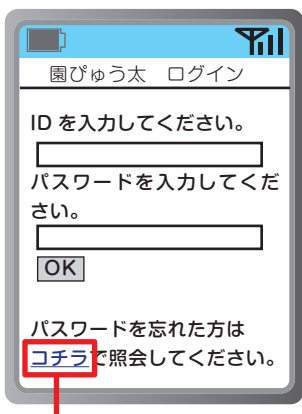 園ぴゅう太 ログイン
ID を入力してください。
パスワードを入力してくだ
さい。
OK
パスワードを忘れた方は
コチラで照会してください。